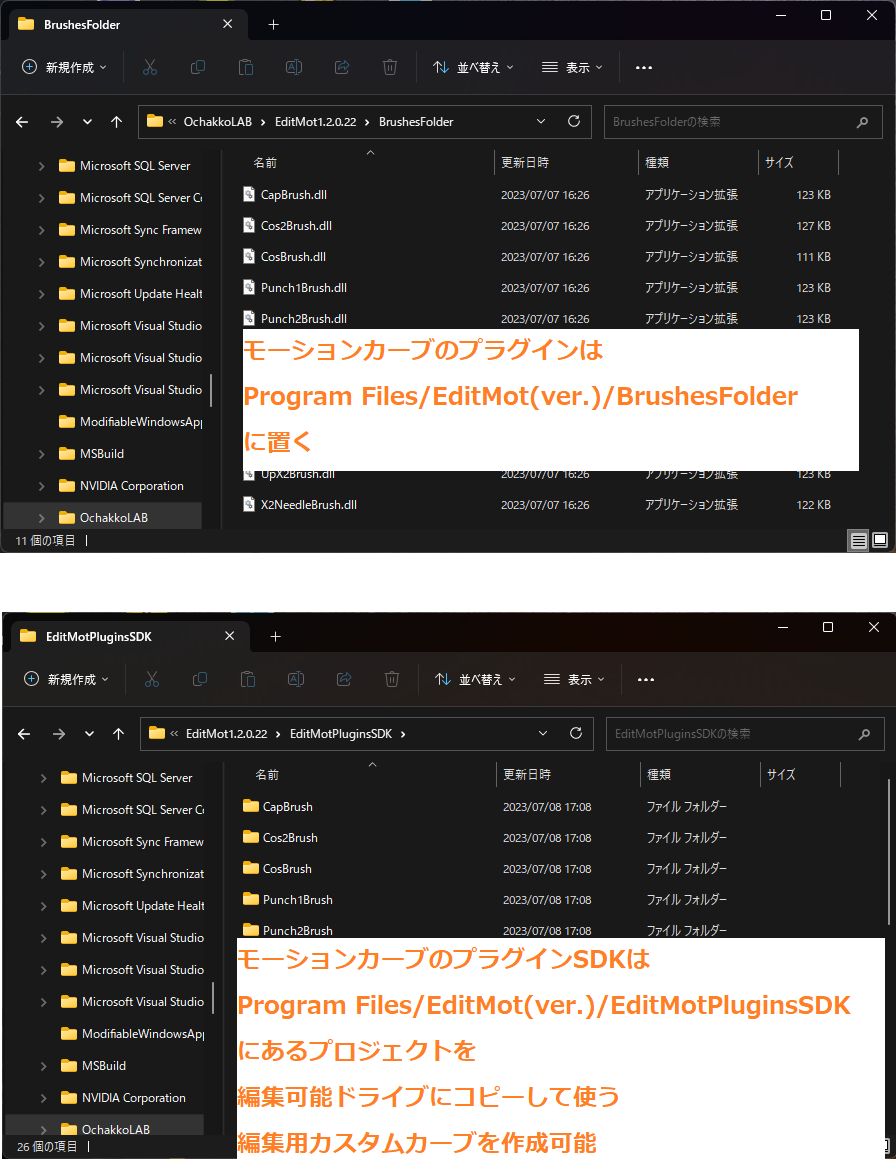 BrushesFolder
新規作成
並べ替え
表示
OchakkoLAB
EditMot1.2.0.22
BrushesFolder
BrushesFolderの検索
Microsoft SQL Server
Microsoft SQL Server Co
Microsoft Sync Framew
Microsoft Synchronizat
Microsoft Update Healt
Microsoft Visual Studio
Microsoft Visual Studio
Microsoft Visual Studio
ModifiableWindowsApp
MSBuild
NVIDIA Corporation
OchakkoLAB
名前 更新日時 種類 サイズ
CapBrush.dll 2023/07/07 16:26 アプリケーション拡張 123 KB
Cos2Brush.dll 2023/07/07 16:26 アプリケーション拡張 127 KB
CosBrush.dll 2023/07/07 16:26 アプリケーション拡張 111 KB
Punch1Brush.dll 2023/07/07 16:26 アプリケーション拡張 123 KB
Punch2Brush.dll 2023/07/07 16:26 アプリケーション拡張 123 KB
モーションカーブのプラグインは
Program Files/EditMot(ver.)/BrushesFolder
に置く
UpX2Brush.dll 2023/07/07 16:26 アプリケーション拡張 123 KB
X2NeedleBrush.dll 2023/07/07 16:26 アプリケーション拡張 122 KB
11 個の項目
EditMotPluginsSDK
新規作成
並べ替え
表示
EditMot1.2.0.22
EditMotPluginsSDK
EditMotPluginsSDKの検索
Microsoft SQL Server
Microsoft SQL Server Co
Microsoft Sync Framew
Microsoft Synchronizat
Microsoft Update Healt
Microsoft Visual Studio
Microsoft Visual Studio
Microsoft Visual Studio
ModifiableWindowsApp
MSBuild
NVIDIA Corporation
OchakkoLAB
名前 更新日時 種類 サイズ
CapBrush 2023/07/08 17:08 ファイル フォルダー
Cos2Brush 2023/07/08 17:08 ファイル フォルダー
CosBrush 2023/07/08 17:08 ファイル フォルダー
Punch1Brush 2023/07/08 17:08 ファイル フォルダー
Punch2Brush 2023/07/08 17:08 ファイル フォルダー
モーションカーブのプラグインSDKは
Program Files/EditMot(ver.)/EditMotPluginsSDK
にあるプロジェクトを
編集可能ドライブにコピーして使う
編集用カスタムカーブを作成可能
26 個の項目